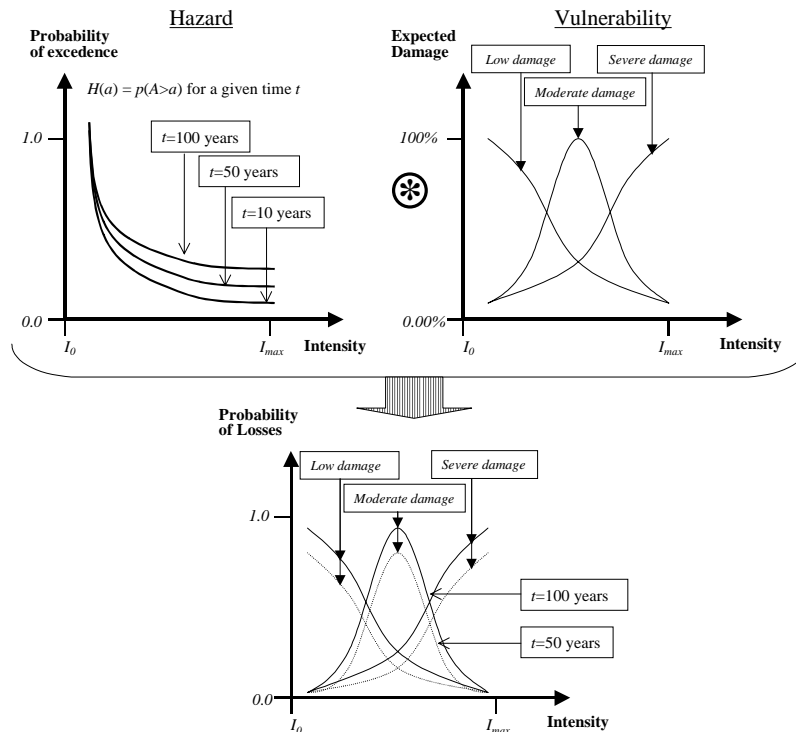 Hazard
Probability
of excedence
H(a) = p(A>a) for a given time t
1.0
t=100 years
t=50 years
t=10 years
0.0
I0
Imax
Intensity
Vulnerability
Expected
Damage
Low damage
Severe damage
Moderate damage
100%
0.00%
I0
Imax
Intensity
Probability
of Losses
Low damage
Severe damage
Moderate damage
1.0
t=100 years
t=50 years
0.0
I0
Imax
Intensity